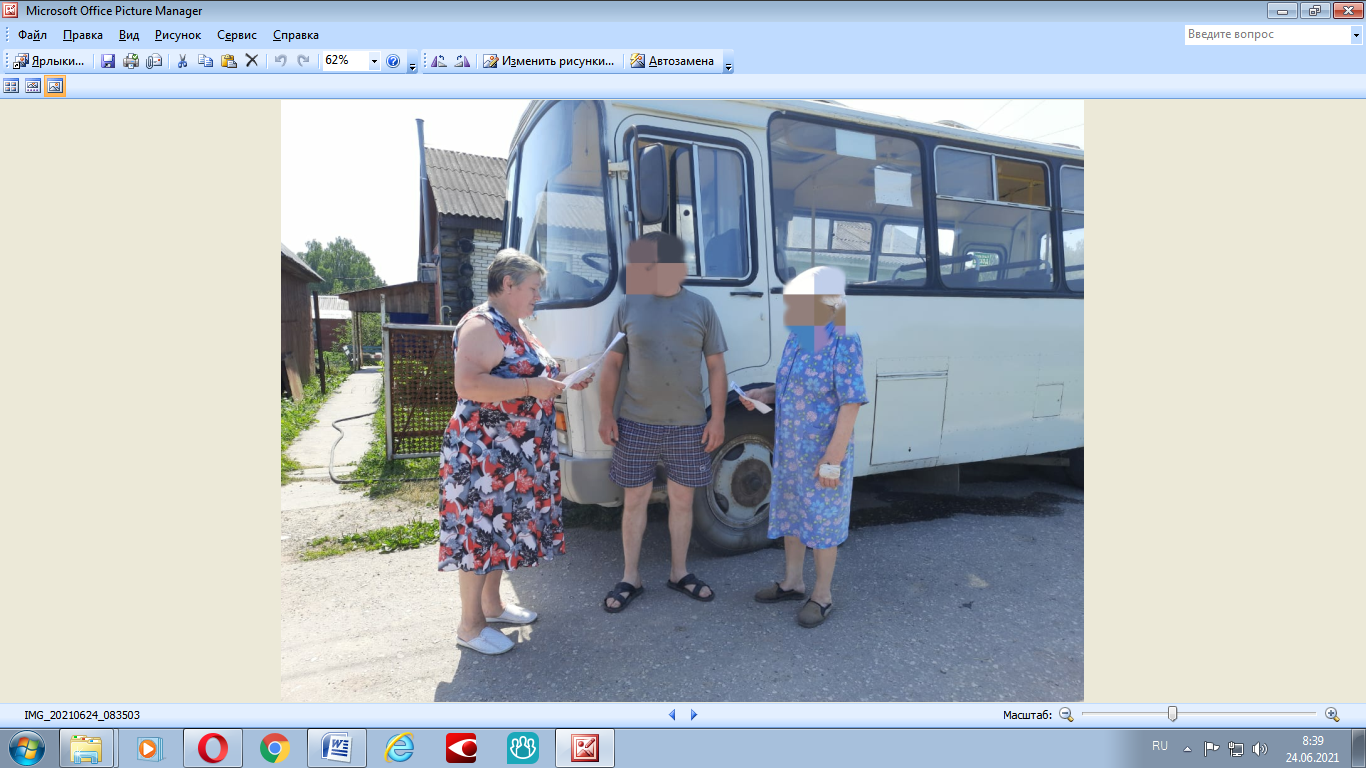 Microsoft Office Picture Manager
Файл Правка Вид Рисунок Сервис Справка
Введите вопрос
Ярлыки... 62% Изменить рисунки... Автозамена
IMG_20210624_083503
Масштаб:
RU
8:39
24.06.2021